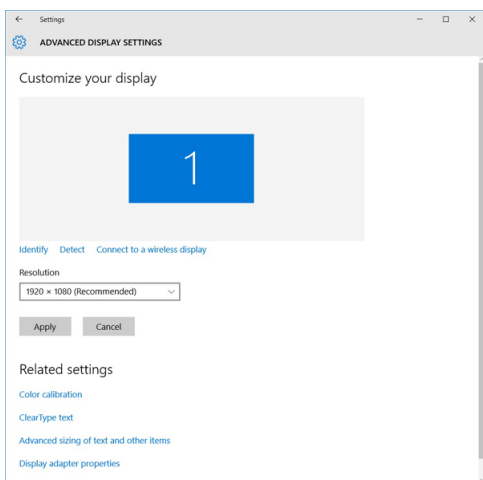 Settings
ADVANCED DISPLAY SETTINGS
Customize your display
1
Identify Detect Connect to a wireless display
Resolution
1920 × 1080 (Recommended)
Apply Cancel
Related settings
Color calibration
ClearType text
Advanced sizing of text and other items
Display adapter properties